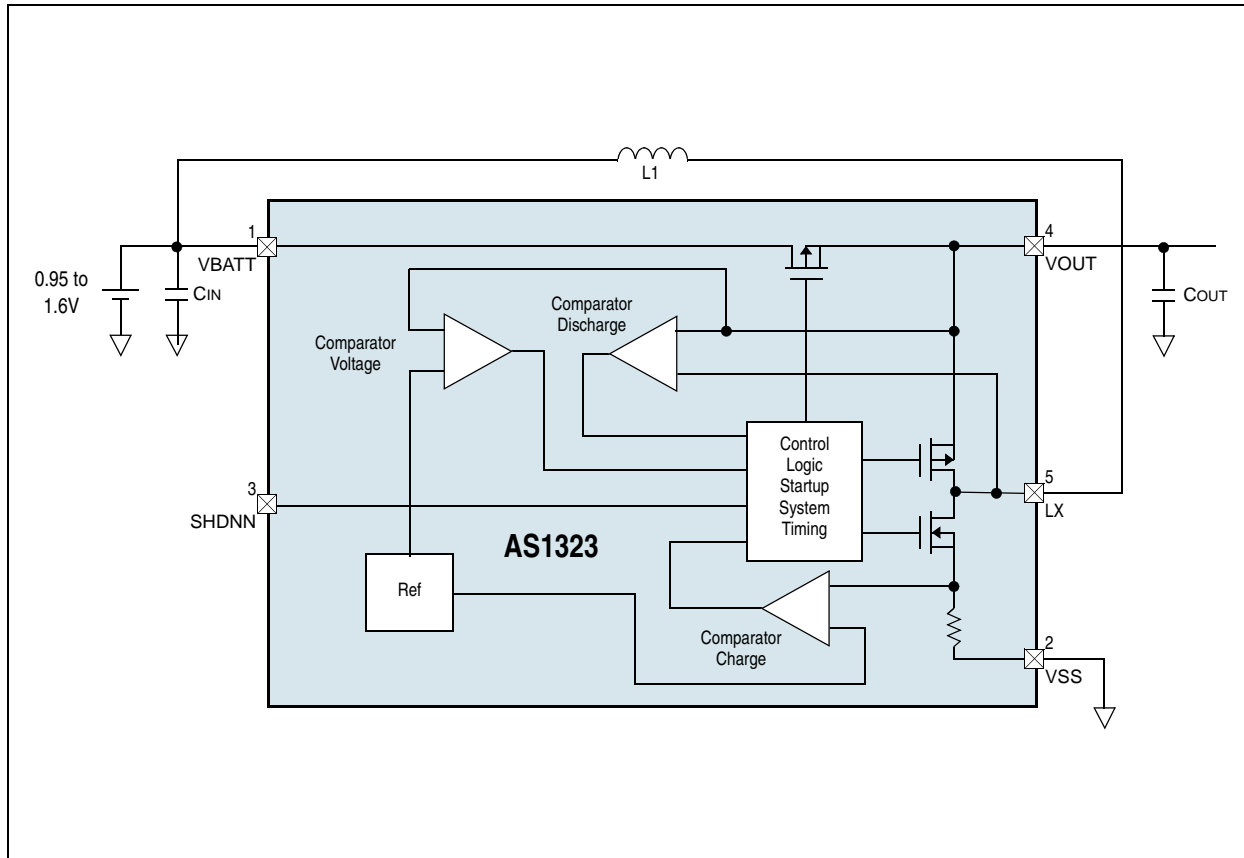 L1
1
VBATT
4
VOUT
0.95 to
1.6V
CIN
COUT
Comparator
Discharge
Comparator
Voltage
Control
Logic
Startup
System
Timing
5
LX
3
SHDNN
AS1323
Ref
Comparator
Charge
2
VSS